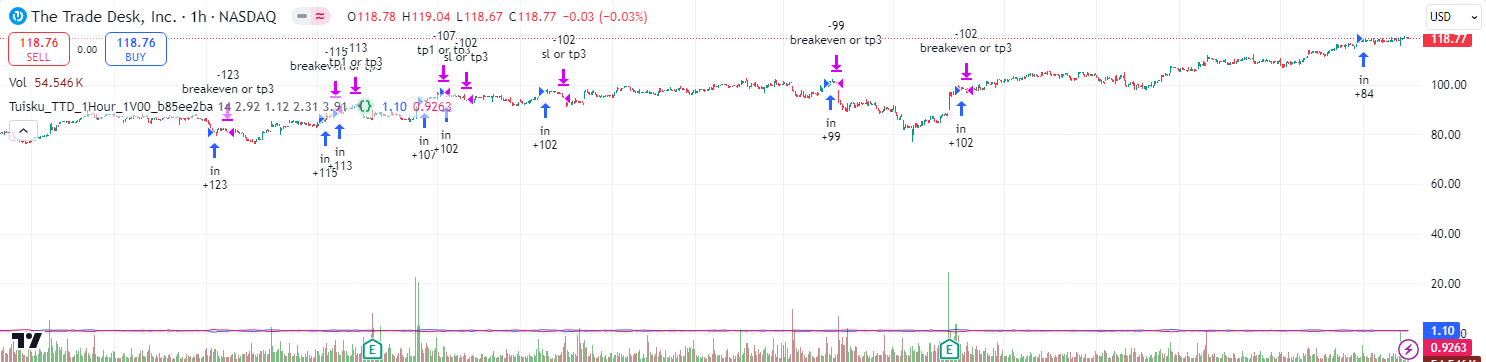 The Trade Desk, Inc. · 1h · NASDAQ
O118.78 H119.04 L118.67 C118.77 −0.03 (−0.03%)
USD
118.76
SELL
0.00
118.76
BUY
118.77
Vol 54.546 K
Tuisku_TTD_1Hour_1V00_b85ee2ba 14 2.92 1.12 2.31 3.91 {} 1.10 0.9263
-123
breakeven or tp3
-115
-113
tp1 or tp3
-107
tp1 or tp3
-102
sl or tp3
-102
sl or tp3
-99
breakeven or tp3
-102
breakeven or tp3
in
+123
in
+115
in
+113
in
+107
in
+102
in
+102
in
+99
in
+102
in
+84
100.00
80.00
60.00
40.00
20.00
1.10
0.9263
E
E